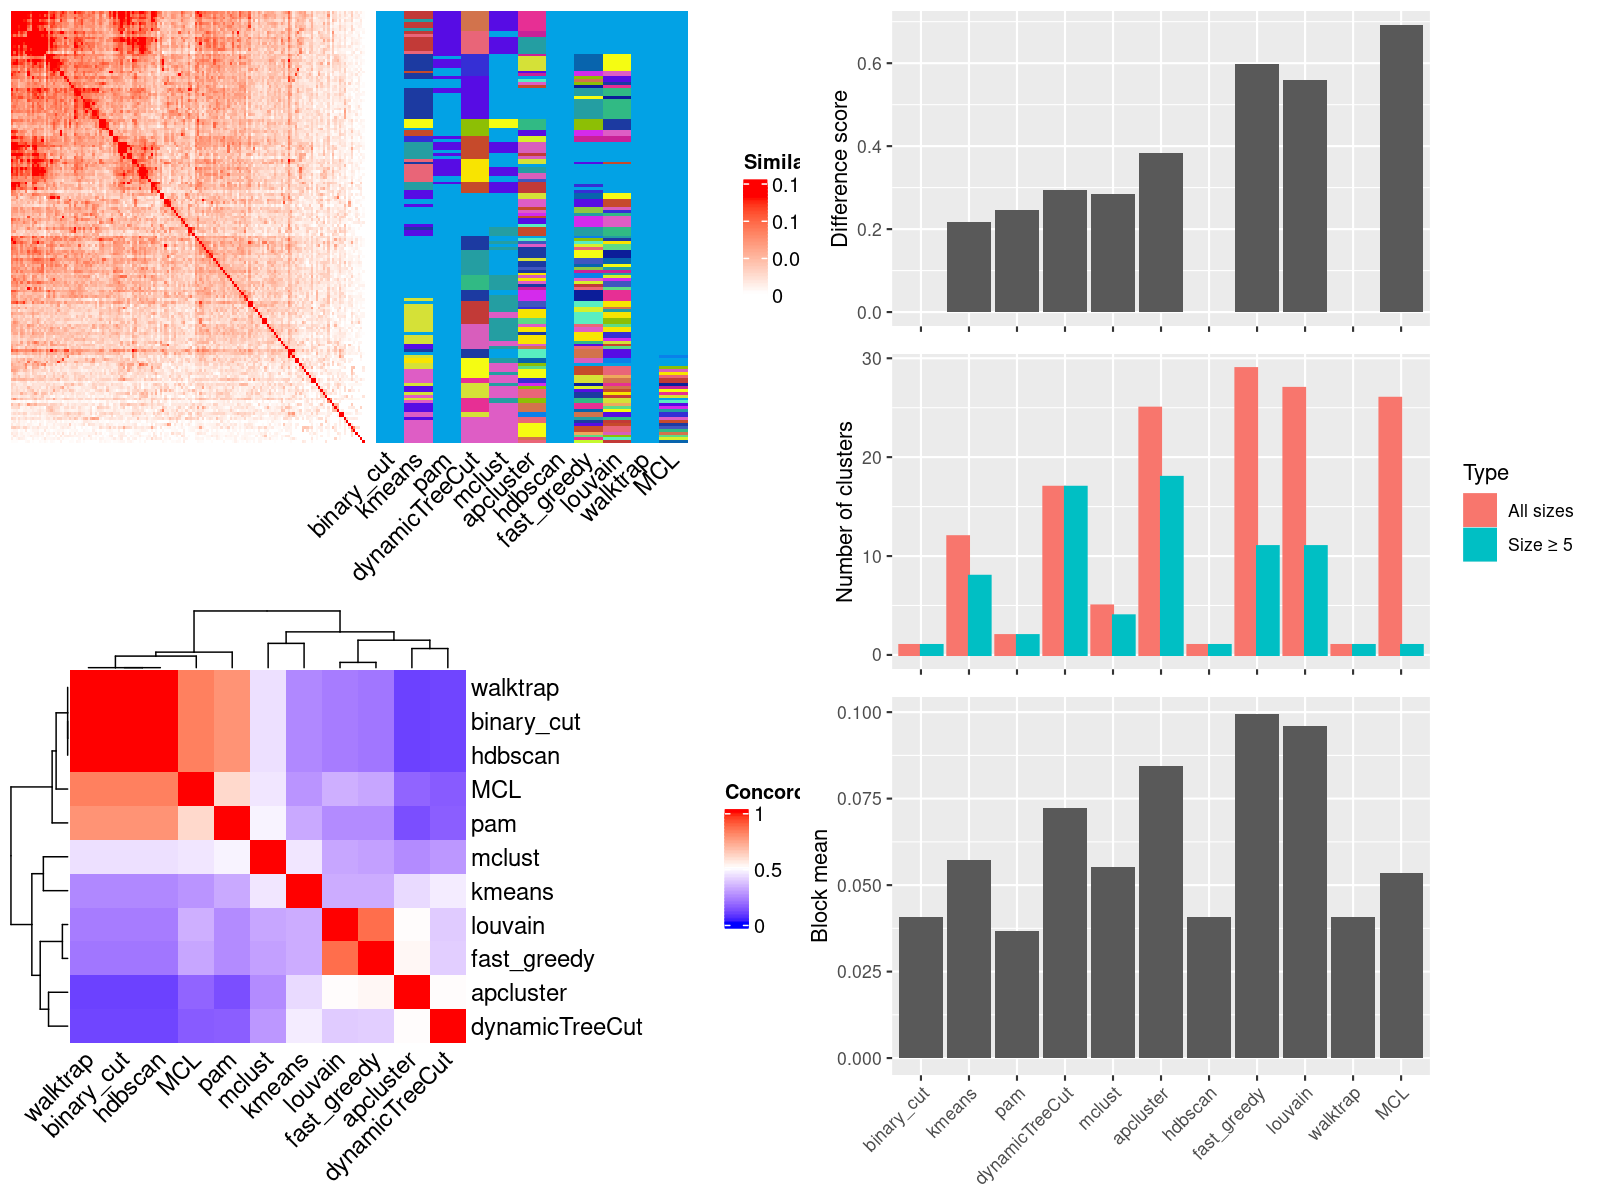 Simila
0.1
0.1
0.0
0
binary_cut
kmeans
pam
dynamicTreeCut
mclust
apcluster
hdbscan
fast_greedy
louvain
walktrap
MCL
walktrap
binary_cut
hdbscan
MCL
pam
mclust
kmeans
louvain
fast_greedy
apcluster
dynamicTreeCut
walktrap
binary_cut
hdbscan
MCL
pam
mclust
kmeans
louvain
fast_greedy
apcluster
dynamicTreeCut
Concord
1
0.5
0
Difference score
0.6
0.4
0.2
0.0
Number of clusters
30
20
10
0
Type
All sizes
Size ≥ 5
Block mean
0.100
0.075
0.050
0.025
0.000
binary_cut
kmeans
pam
dynamicTreeCut
mclust
apcluster
hdbscan
fast_greedy
louvain
walktrap
MCL